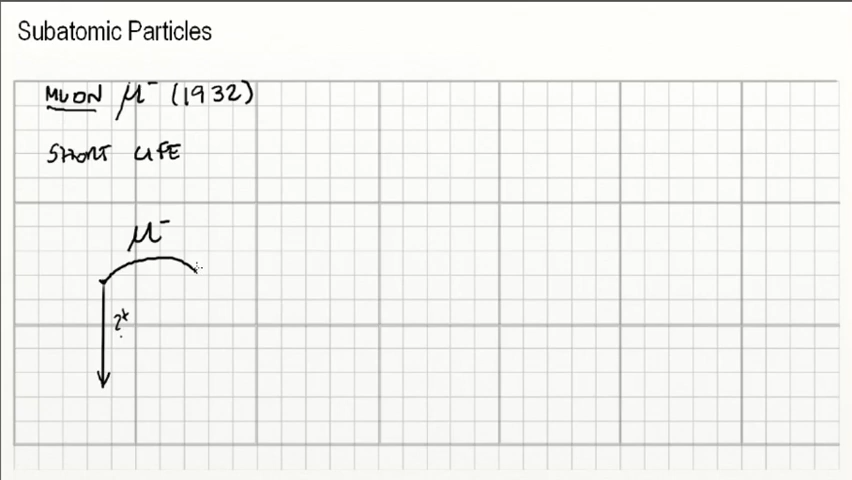 Subatomic Particles
MUON μ⁻ (1932)
SHORT LIFE
μ⁻
?